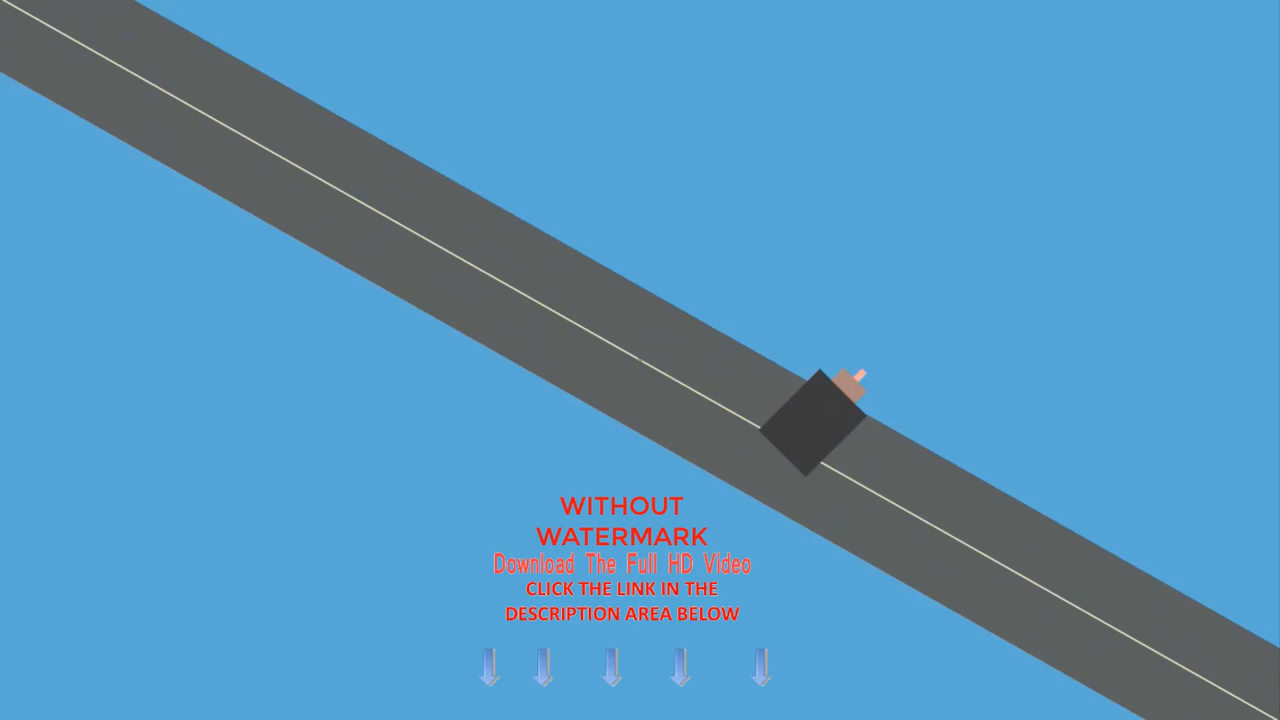 WITHOUT
WATERMARK
Download The Full HD Video
CLICK THE LINK IN THE
DESCRIPTION AREA BELOW